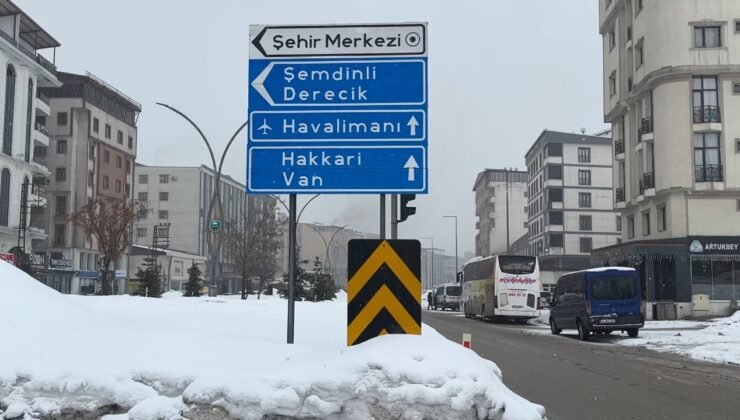 Şehir Merkezi
Şemdinli
Derecik
Havalimanı
Hakkari
Van
ARTUKBEY